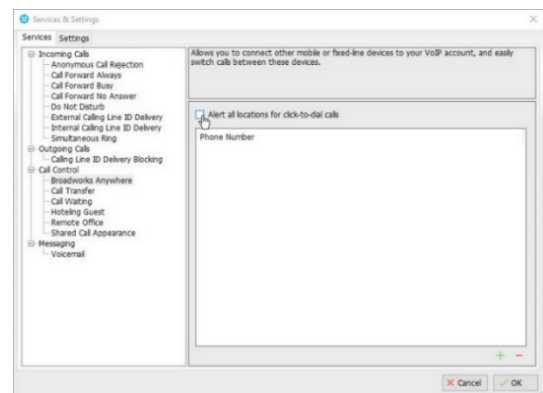 Services & Settings
Services Settings
Incoming Calls
Anonymous Call Rejection
Call Forward Always
Call Forward Busy
Call Forward No Answer
Do Not Disturb
External Calling Line ID Delivery
Internal Calling Line ID Delivery
Simultaneous Ring
Outgoing Calls
Calling Line ID Delivery Blocking
Call Control
Broadworks Anywhere
Call Transfer
Call Waiting
Hoteling Guest
Remote Office
Shared Call Appearance
Messaging
Voicemail
Allows you to connect other mobile or fixed-line devices to your VoIP account, and easily
switch calls between these devices.
Alert all locations for click-to-dial calls
Phone Number
Cancel OK